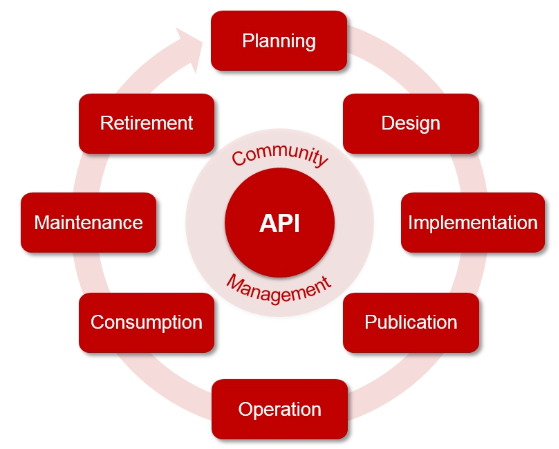 Planning
Design
Implementation
Publication
Operation
Consumption
Maintenance
Retirement
Community
API
Management